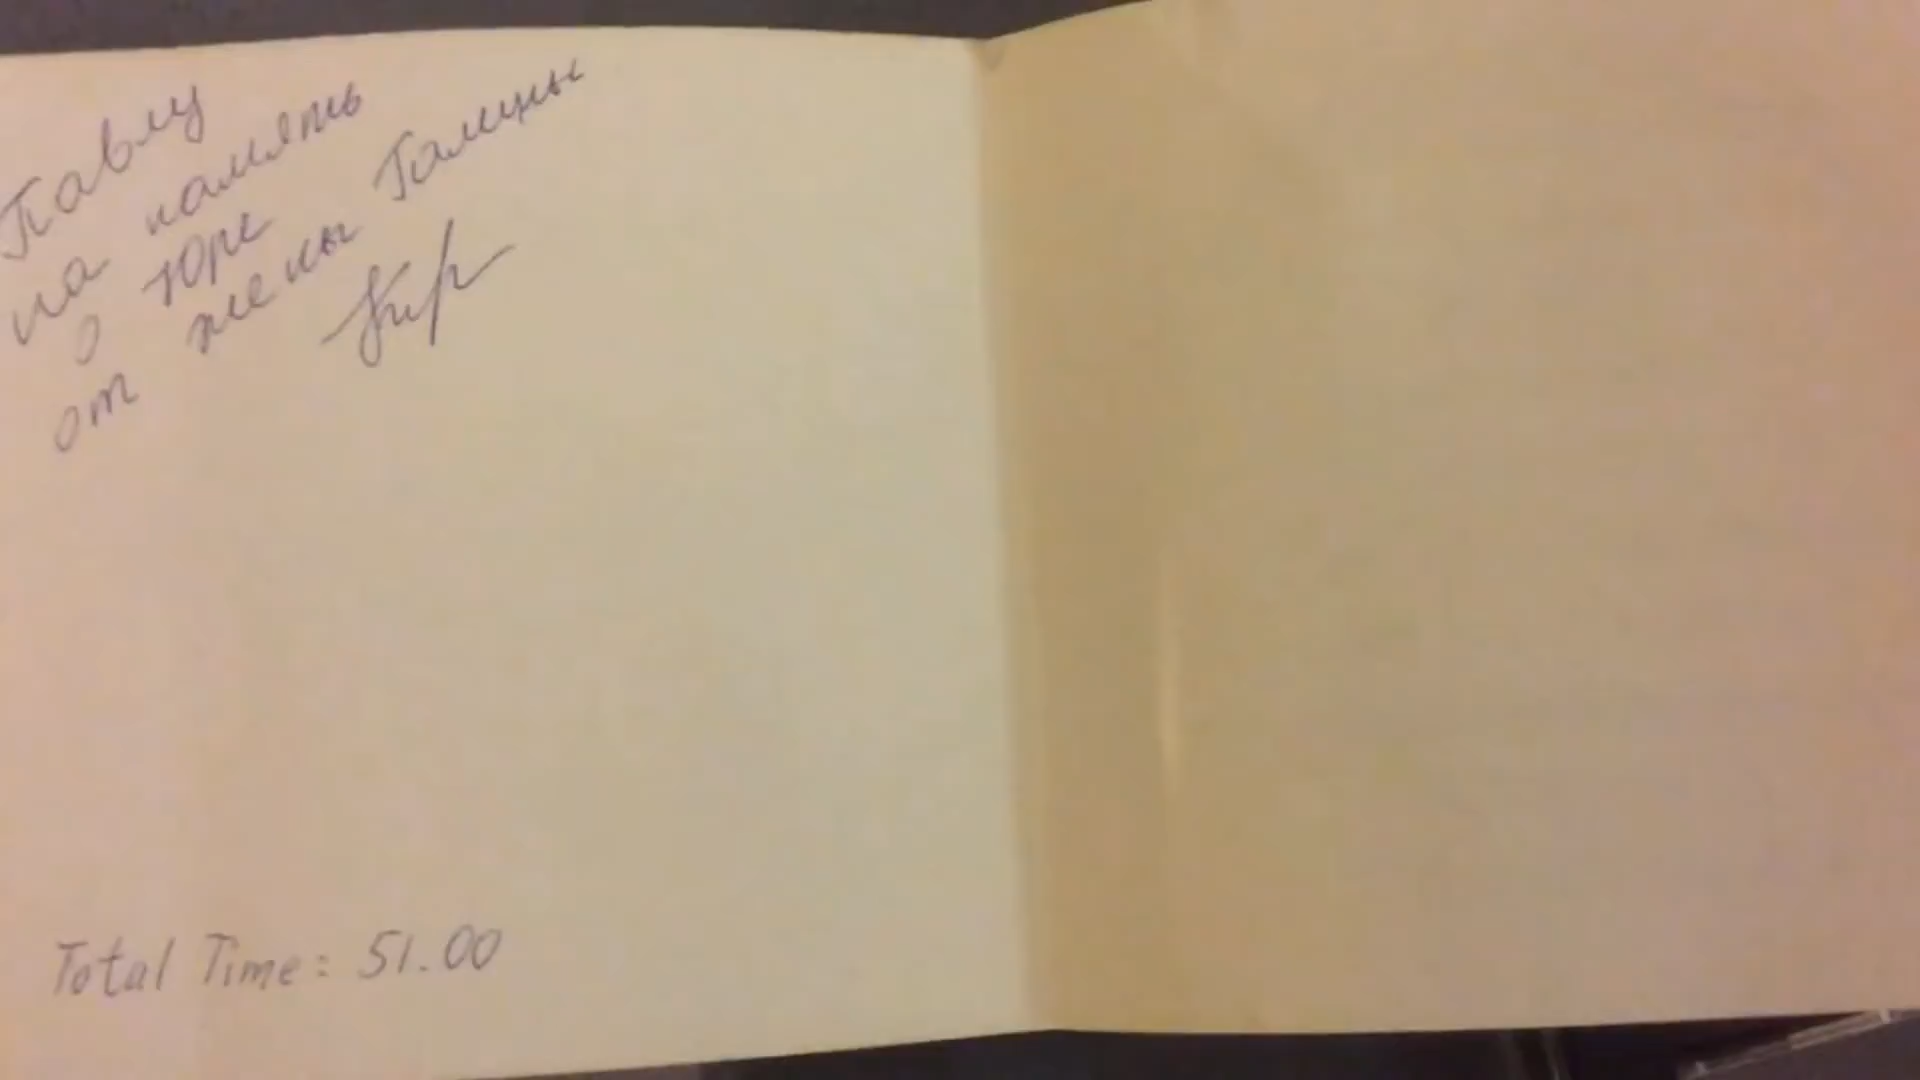 Павлу
на память
о Юре
от жены Галины
Total Time: 51.00